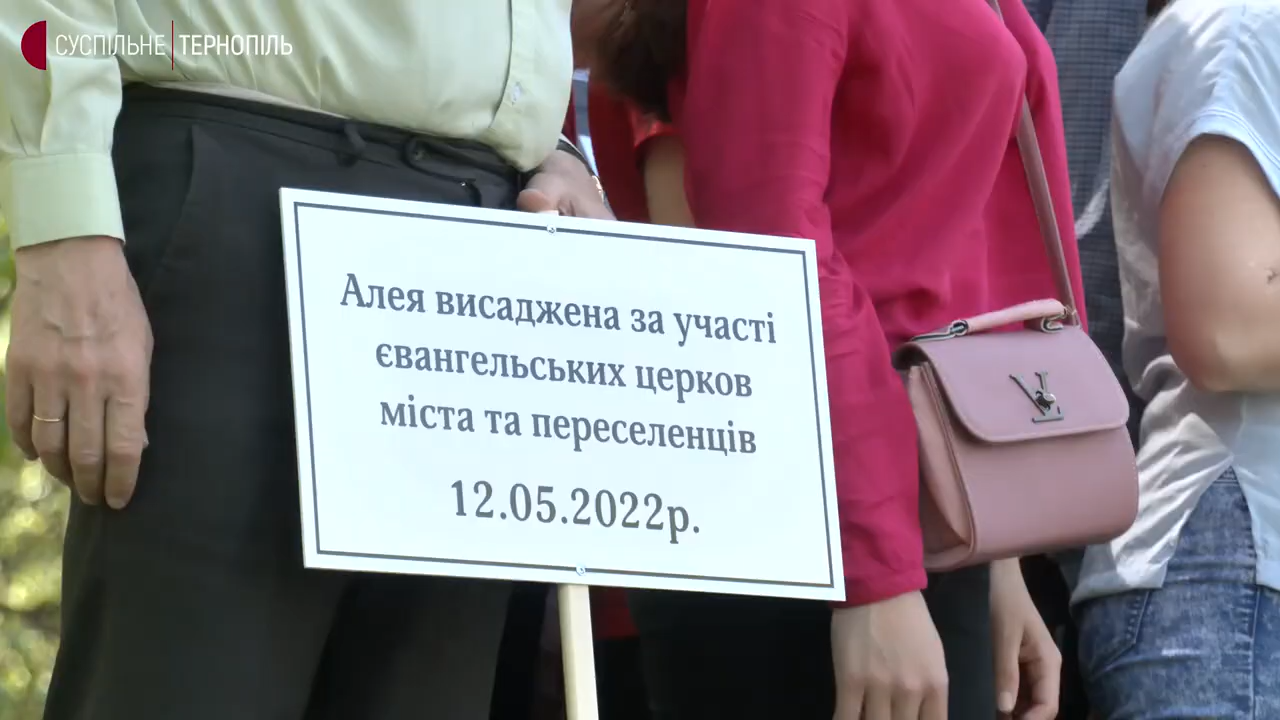 СУСПІЛЬНЕ ТЕРНОПІЛЬ
Алея висаджена за участі
євангельських церков
міста та переселенців
12.05.2022р.